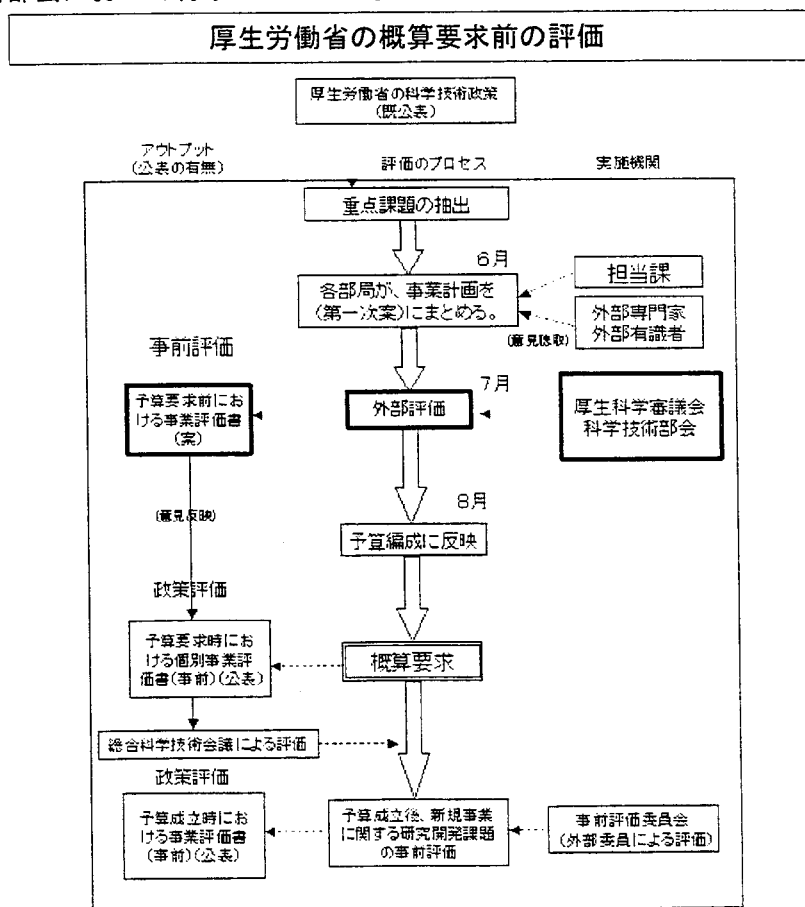 厚生労働省の概算要求前の評価
厚生労働省の科学技術政策
(既公表)
アウトプット
(公表の有無)
評価のプロセス
実施機関
重点課題の抽出
6月
各部局が、事業計画を
(第一次案)にまとめる。
担当課
外部専門家
外部有識者
(意見聴取)
事前評価
7月
予算要求前にお
ける事業評価書
(案)
外部評価
厚生科学審議会
科学技術部会
8月
(意見反映)
予算編成に反映
政策評価
予算要求時にお
ける個別事業評
価書(事前)(公表)
概算要求
総合科学技術会議による評価
政策評価
予算成立時にお
ける事業評価書
(事前)(公表)
予算成立後、新規事業
に関する研究開発課題
の事前評価
事前評価委員会
(外部委員による評価)